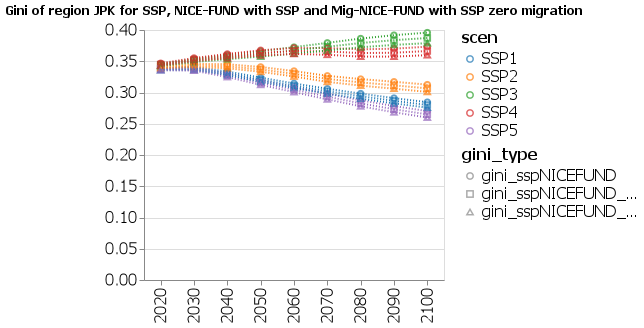 Gini of region JPK for SSP, NICE-FUND with SSP and Mig-NICE-FUND with SSP zero migration
0.40
0.35
0.30
0.25
0.20
0.15
0.10
0.05
0.00
2020 2030 2040 2050 2060 2070 2080 2090 2100
scen
SSP1
SSP2
SSP3
SSP4
SSP5
gini_type
gini_sspNICEFUND
gini_sspNICEFUND_...
gini_sspNICEFUND_...